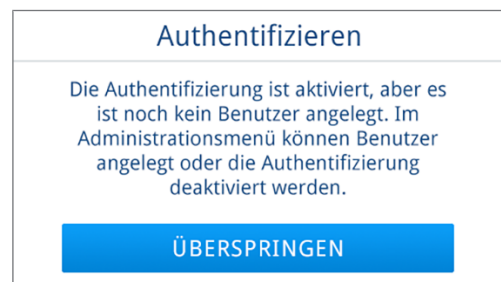 Authentifizieren
Die Authentifizierung ist aktiviert, aber es
ist noch kein Benutzer angelegt. Im
Administrationsmenü können Benutzer
angelegt oder die Authentifizierung
deaktiviert werden.
ÜBERSPRINGEN